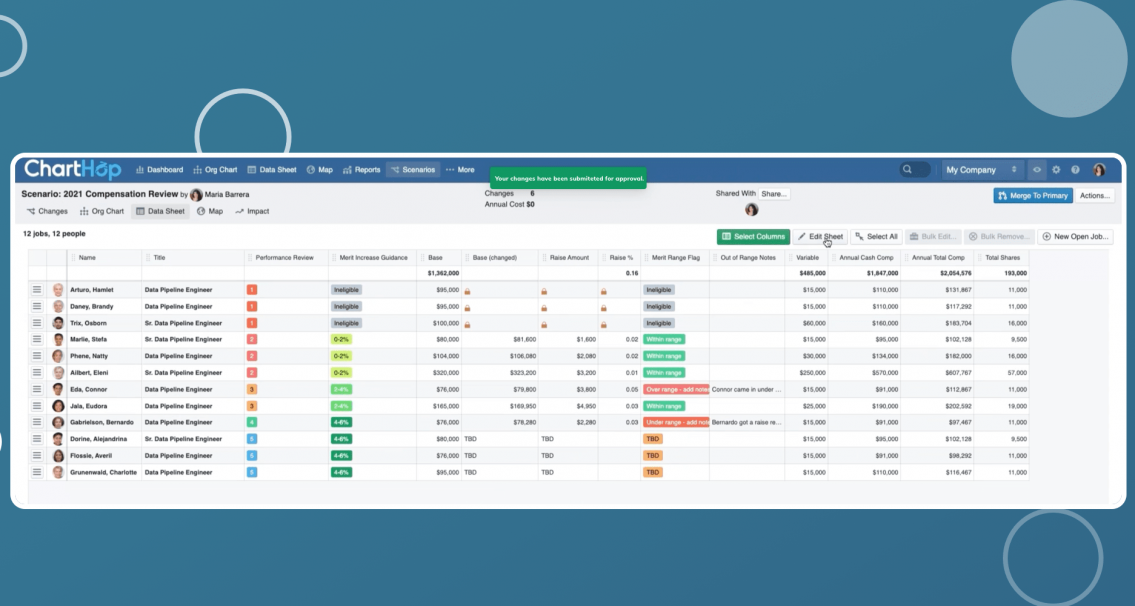 ChartHop Dashboard Org Chart Data Sheet Map Reports Scenarios ••• More My Company
Your changes have been submitsted for approval.
Scenario: 2021 Compensation Review by Maria Barrera Changes 6 Shared With Share... Merge To Primary Actions...
Annual Cost $0
Changes Org Chart Data Sheet Map Impact
12 jobs, 12 people Select Columns Edit Sheet Select All Bulk Edit... Bulk Remove... New Open Job...
Name Title Performance Review Merit Increase Guidance Base Base (changed) Raise Amount Raise % Merit Range Flag Out of Range Notes Variable Annual Cash Comp Annual Total Comp Total Shares
$1,362,000 0.16 $485,000 $1,847,000 $2,054,576 193,000
Arturo, Hamlet Data Pipeline Engineer 1 Ineligible $95,000 Ineligible $15,000 $110,000 $131,867 11,000
Daney, Brandy Data Pipeline Engineer 1 Ineligible $95,000 Ineligible $15,000 $110,000 $117,292 11,000
Trix, Osborn Sr. Data Pipeline Engineer 1 Ineligible $100,000 Ineligible $60,000 $160,000 $183,704 16,000
Marlie, Stefa Sr. Data Pipeline Engineer 2 0-2% $80,000 $81,600 $1,600 0.02 Within range $15,000 $95,000 $102,128 9,500
Phene, Natty Data Pipeline Engineer 2 0-2% $104,000 $106,080 $2,080 0.02 Within range $30,000 $134,000 $182,000 16,000
Ailbert, Eleni Sr. Data Pipeline Engineer 2 0-2% $320,000 $323,200 $3,200 0.01 Within range $250,000 $570,000 $607,767 57,000
Eda, Connor Data Pipeline Engineer 3 2-4% $76,000 $79,800 $3,800 0.05 Over range - add notes Connor came in under ... $15,000 $91,000 $112,867 11,000
Jala, Eudora Data Pipeline Engineer 3 2-4% $165,000 $169,950 $4,950 0.03 Within range $25,000 $190,000 $202,592 19,000
Gabrielson, Bernardo Data Pipeline Engineer 4 4-6% $76,000 $78,280 $2,280 0.03 Under range - add not Bernardo got a raise re... $15,000 $91,000 $97,467 11,000
Dorine, Alejandrina Sr. Data Pipeline Engineer 5 4-6% $80,000 TBD TBD TBD $15,000 $95,000 $102,128 9,500
Flossie, Averil Data Pipeline Engineer 5 4-6% $76,000 TBD TBD TBD $15,000 $91,000 $98,292 11,000
Grunenwaid, Charlotte Data Pipeline Engineer 5 4-6% $95,000 TBD TBD TBD $15,000 $110,000 $116,467 11,000